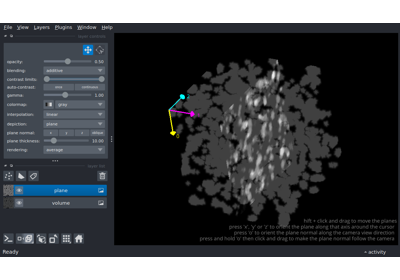 File View Layers Plugins Window Help
layer controls
opacity: 0.50
blending: additive
contrast limits:
auto-contrast: once continuous
gamma: 1.00
colormap: gray
interpolation: linear
depiction: plane
plane normal: x y z oblique
plane thickness: 10.00
rendering: average
layer list
plane
volume
shift + click and drag to move the planes
press 'x', 'y' or 'z' to orient the plane along the cursor
press 'o' to orient the plane normal along the camera view direction
press and hold 'o' then click and drag to make the plane normal follow the camera
Ready
activity